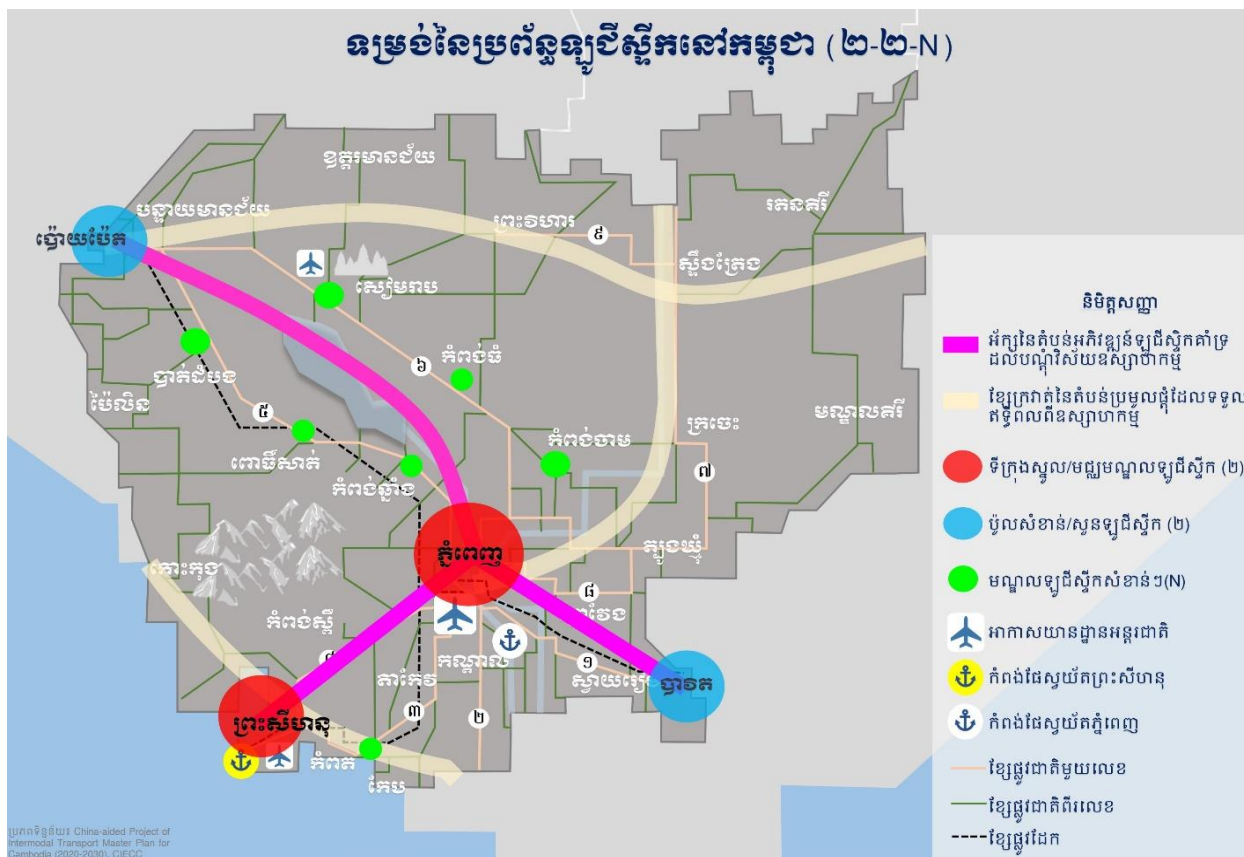 ទម្រង់នៃប្រព័ន្ធឡូជីស្ទីកនៅកម្ពុជា (២-២-N)
ឧត្តរមានជ័យ
បន្ទាយមានជ័យ
ព្រះវិហារ
រតនគិរី
ប៉ោយប៉ែត
៩
ស្ទឹងត្រែង
សៀមរាប
៦
កំពង់ធំ
បាត់ដំបង
ប៉ៃលិន
៥
មណ្ឌលគិរី
ក្រចេះ
កំពង់ចាម
ពោធិ៍សាត់
កំពង់ឆ្នាំង
៧
ភ្នំពេញ
ត្បូងឃ្មុំ
កោះកុង
៨
វែង
កំពង់ស្ពឺ
កណ្តាល
១
តាកែវ
ស្វាយរៀង
បាវិត
៣
២
ព្រះសីហនុ
កំពត
កែប
និមិត្តសញ្ញា
អ័ក្សនៃតំបន់អភិវឌ្ឍន៍ឡូជីស្ទិកគាំទ្រ
ដល់បណ្តុំវិស័យឧស្សាហកម្ម
ខ្សែក្រវាត់នៃតំបន់ប្រមូលផ្តុំដែលទទួល
ឥទ្ធិពលពីឧស្សាហកម្ម
ទីក្រុងស្នូល/មជ្ឈមណ្ឌលឡូជីស្ទីក (២)
ប៉ូលសំខាន់/សួនឡូជីស្ទីក (២)
មណ្ឌលឡូជីស្ទីកសំខាន់ៗ(N)
អាកាសយានដ្ឋានអន្តរជាតិ
កំពង់ផែស្វយ័តព្រះសីហនុ
កំពង់ផែស្វយ័តភ្នំពេញ
ខ្សែផ្លូវជាតិមួយលេខ
ខ្សែផ្លូវជាតិពីរលេខ
ខ្សែផ្លូវដែក
ប្រភពទិន្នន័យ៖ China-aided Project of
Intermodal Transport Master Plan for
Cambodia (2020-2030), CIECC